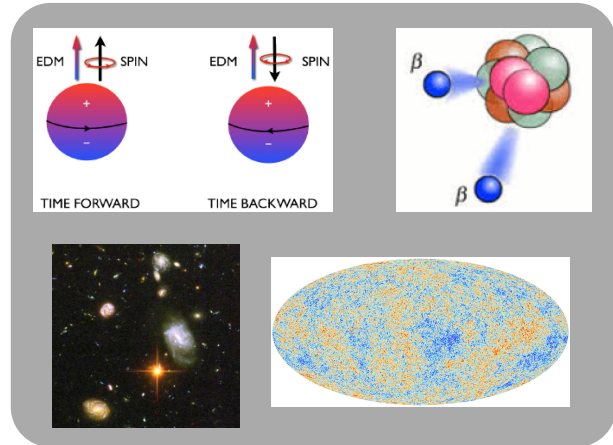 EDM SPIN EDM SPIN
+ +
− −
TIME FORWARD TIME BACKWARD
β
β